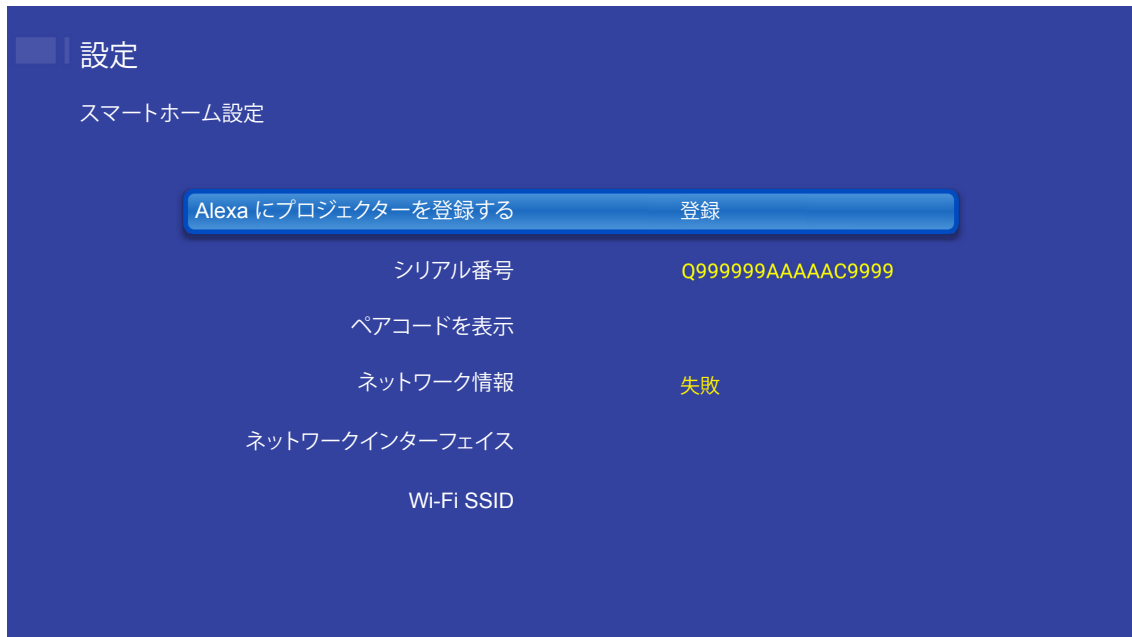 設定
スマートホーム設定
Alexa にプロジェクターを登録する 登録
シリアル番号 Q999999AAAAAC9999
ペアコードを表示
ネットワーク情報 失敗
ネットワークインターフェイス
Wi-Fi SSID